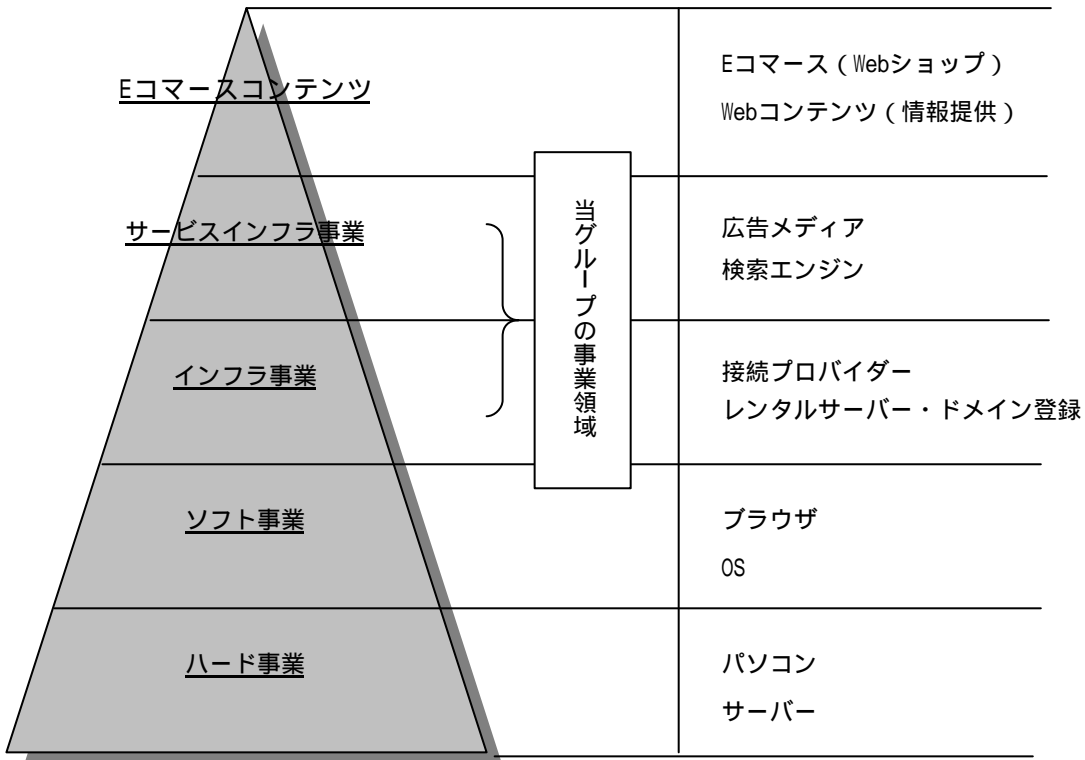 Eコマースコンテンツ
Eコマース(Webショップ)
Webコンテンツ(情報提供)
サービスインフラ事業
当グループの事業領域
広告メディア
検索エンジン
インフラ事業
接続プロバイダー
レンタルサーバー・ドメイン登録
ソフト事業
ブラウザ
OS
ハード事業
パソコン
サーバー